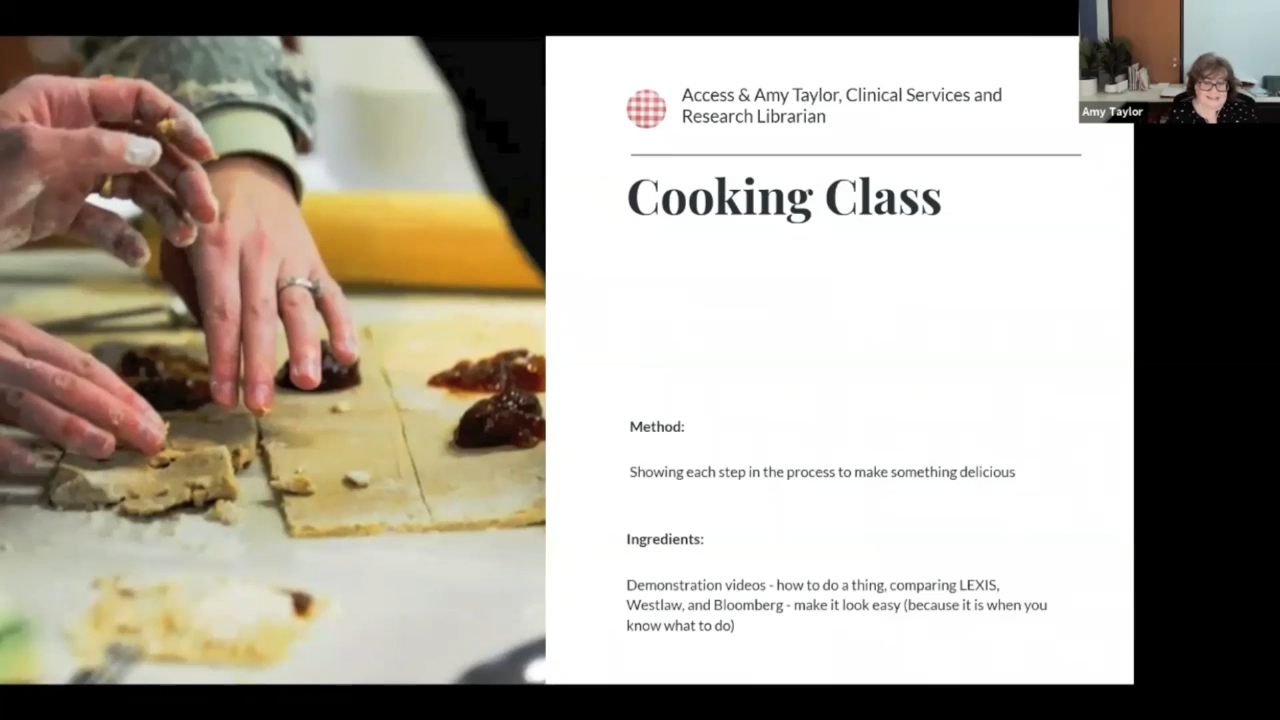 Access & Amy Taylor, Clinical Services and
Research Librarian
Amy Taylor
Cooking Class
Method:
Showing each step in the process to make something delicious
Ingredients:
Demonstration videos - how to do a thing, comparing LEXIS,
Westlaw, and Bloomberg - make it look easy (because it is when you
know what to do)